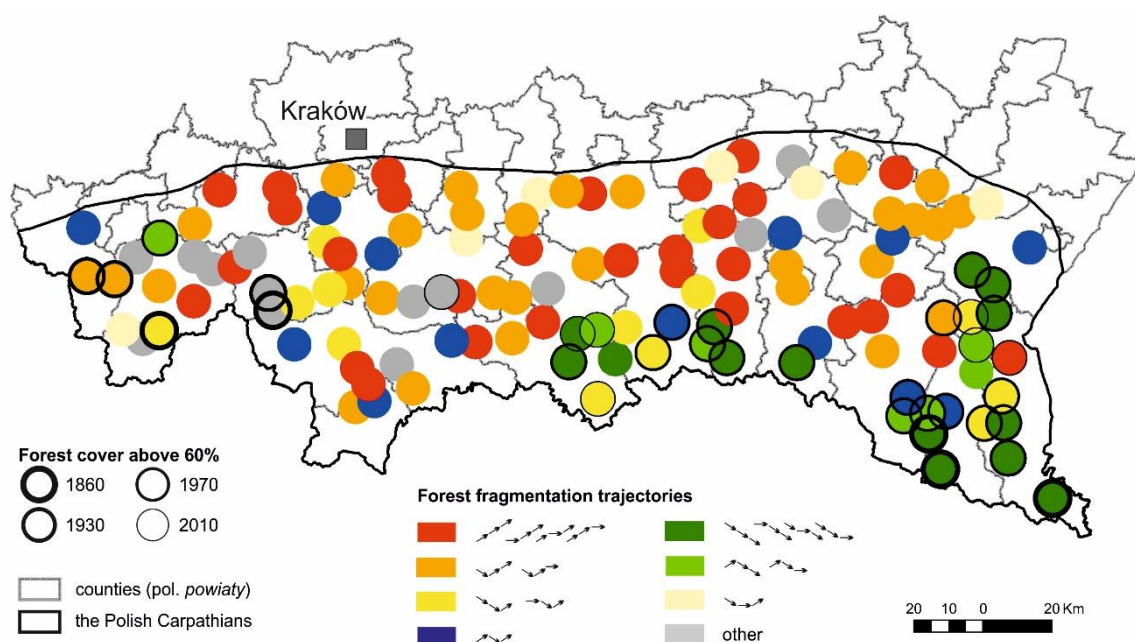 Kraków
Forest cover above 60%
1860 1970
1930 2010
counties (pol. powiaty)
the Polish Carpathians
Forest fragmentation trajectories
other
20 10 0 20 Km